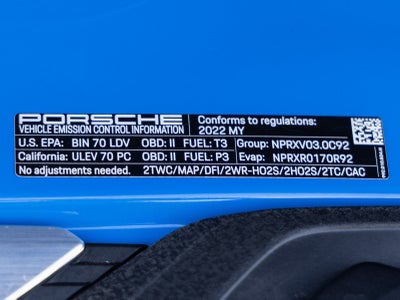 PORSCHE
VEHICLE EMISSION CONTROL INFORMATION
Conforms to regulations:
2022 MY
U.S. EPA: BIN 70 LDV OBD: II FUEL: T3 Group: NPRXV03.0C92
California: ULEV 70 PC OBD: II FUEL: P3 Evap: NPRXR0170R92
No adjustments needed. 2TWC/MAP/DFI/2WR-HO2S/2HO2S/2TC/CAC